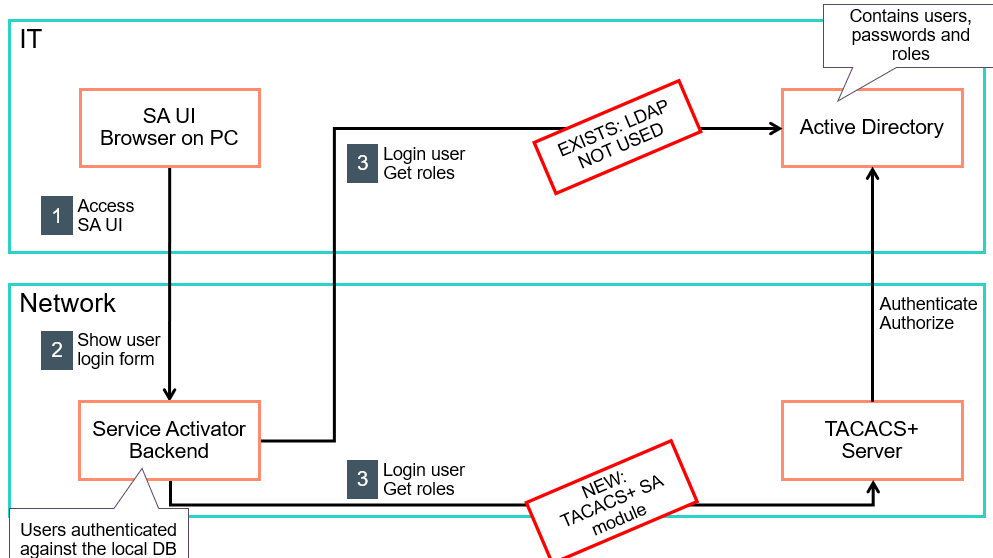 Contains users,
passwords and
roles
IT
SA UI
Browser on PC
EXISTS: LDAP
NOT USED
Active Directory
3
Login user
Get roles
1
Access
SA UI
Network
Authenticate
Authorize
2
Show user
login form
Service Activator
Backend
TACACS+
Server
3
Login user
Get roles
NEW:
TACACS+ SA
module
Users authenticated
against the local DB